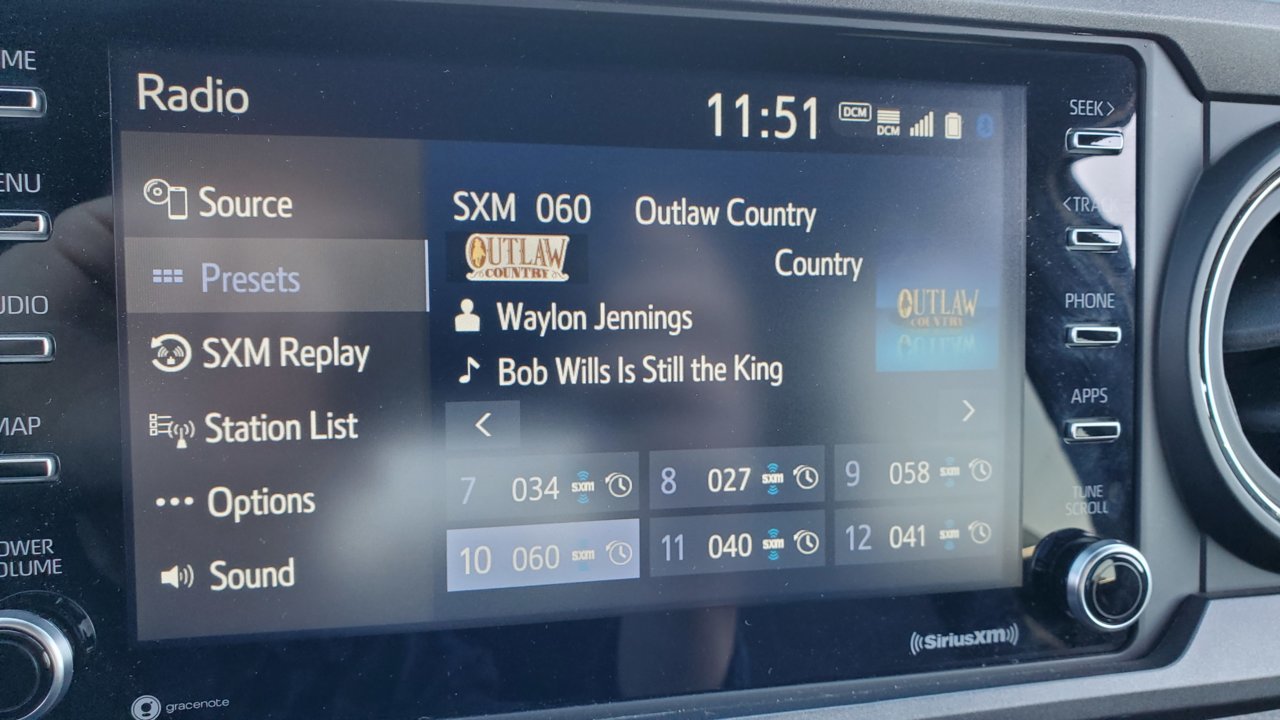 Radio
11:51 DCM DCM
Source
Presets
SXM Replay
Station List
Options
Sound
SXM 060 Outlaw Country
OUTLAW COUNTRY
Country
Waylon Jennings
Bob Wills Is Still the King
OUTLAW COUNTRY
<
>
7 034 sxm
8 027 sxm
9 058 sxm
10 060 sxm
11 040 sxm
12 041 sxm
ME
ENU
UDIO
MAP
OWER
OLUME
SEEK >
< TRACK
PHONE
APPS
TUNE
SCROLL
((SiriusXM))
g gracenote